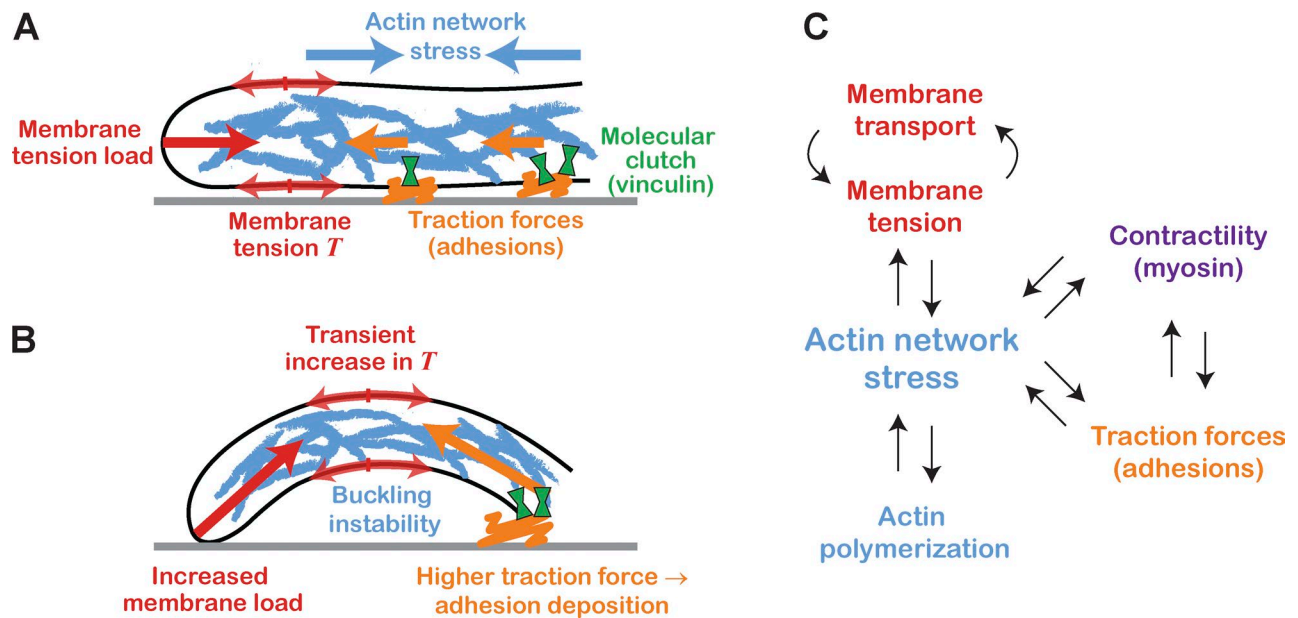 A
Actin network
stress
Membrane
tension load
Molecular
clutch
(vinculin)
Membrane
tension T
Traction forces
(adhesions)
B
Transient
increase in T
Buckling
instability
Increased
membrane load
Higher traction force →
adhesion deposition
C
Membrane
transport
Membrane
tension
Contractility
(myosin)
Actin network
stress
Traction forces
(adhesions)
Actin
polymerization